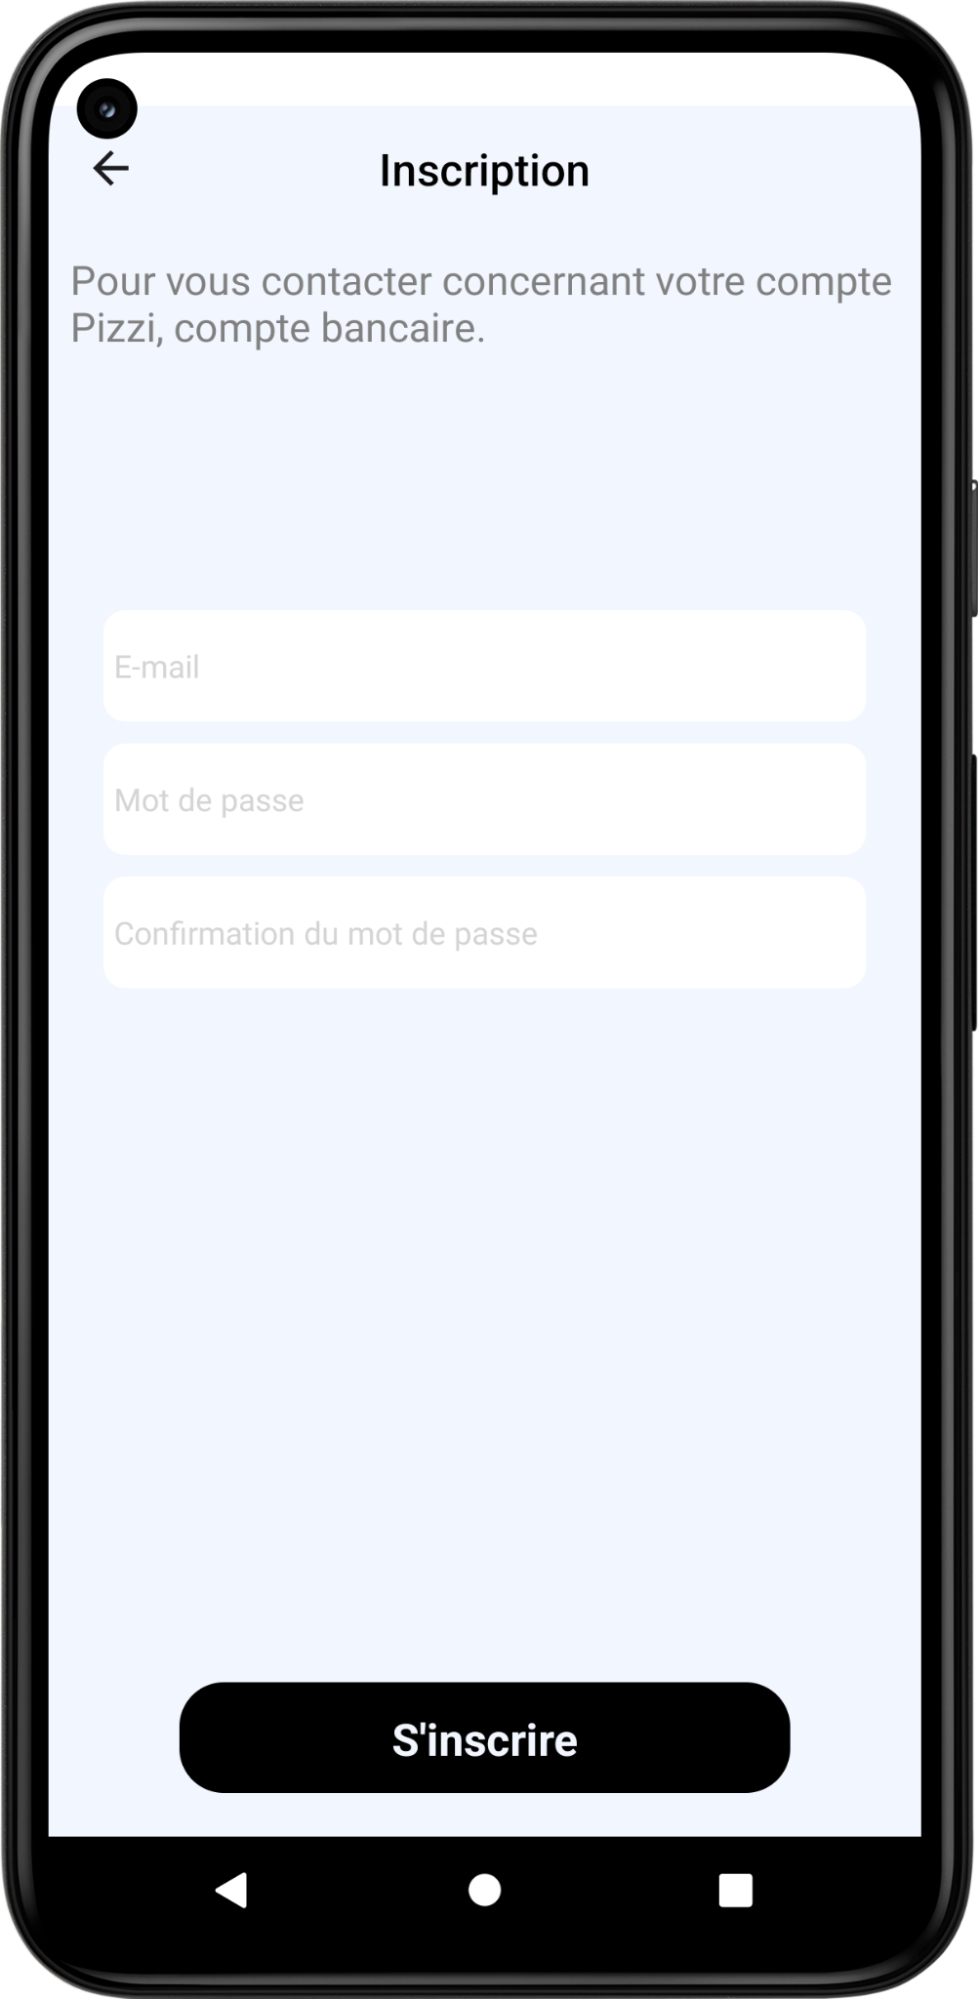 Inscription
Pour vous contacter concernant votre compte
Pizzi, compte bancaire.
E-mail
Mot de passe
Confirmation du mot de passe
S'inscrire